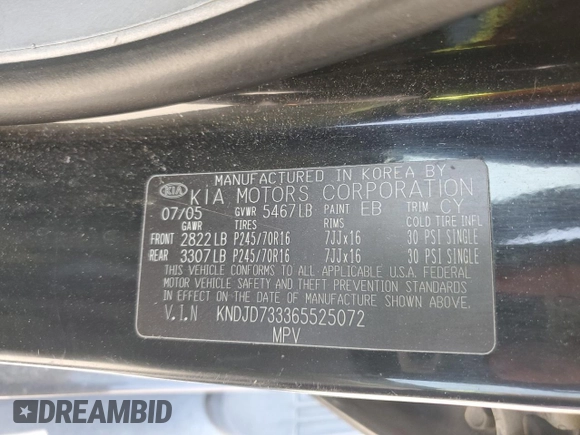 MANUFACTURED IN KOREA BY
KIA KIA MOTORS CORPORATION
07/05 GVWR 5467LB PAINT EB TRIM CY
GAWR TIRES RIMS COLD TIRE INFL
FRONT 2822LB P245/70R16 7JJx16 30 PSI SINGLE
REAR 3307LB P245/70R16 7JJx16 30 PSI SINGLE
THIS VEHICLE CONFORMS TO ALL APPLICABLE U.S.A. FEDERAL
MOTOR VEHICLE SAFETY AND THEFT PREVENTION STANDARDS
IN EFFECT ON THE DATE OF MANUFACTURE SHOWN ABOVE.
V.I.N KNDJD733365525072
MPV
DREAMBID